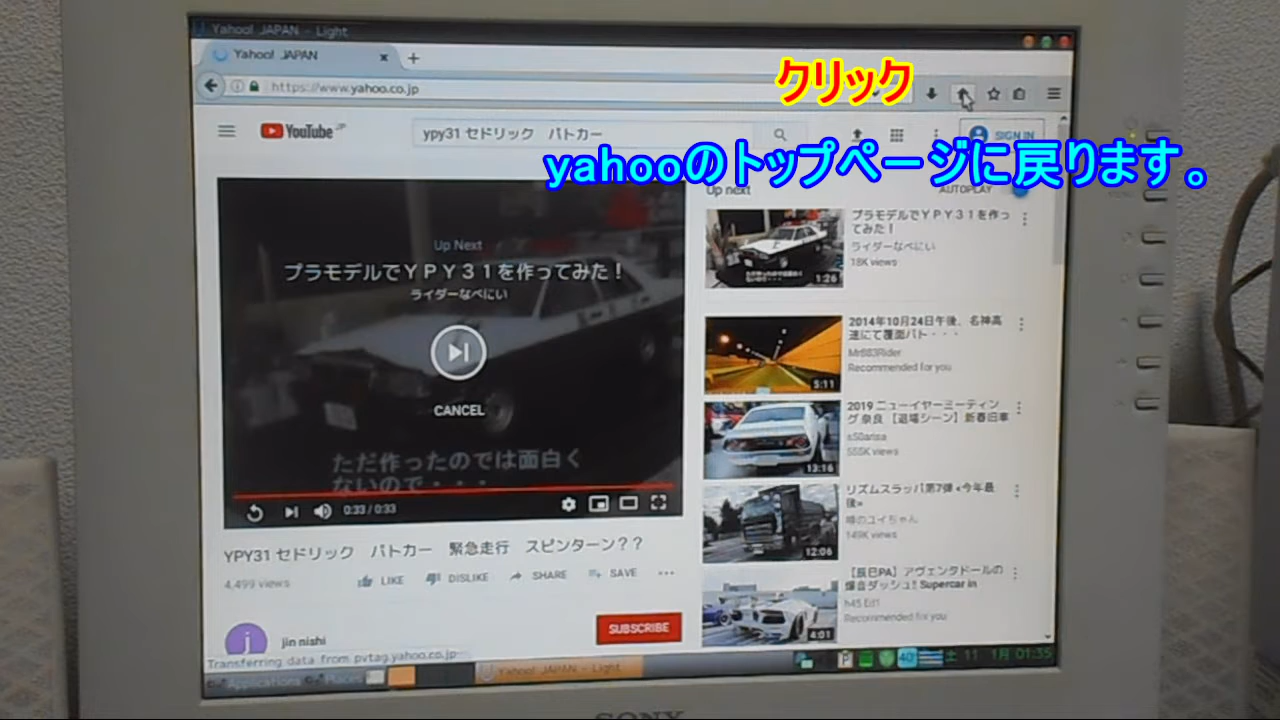 Yahoo! JAPAN - Light
Yahoo! JAPAN
クリック
https://www.yahoo.co.jp
YouTube JP
ypy31 セドリック パトカー
SIGN IN
yahooのトップページに戻ります。
Up next
AUTOPLAY
Up Next
プラモデルでＹＰＹ３１を作ってみた！
ライダーなべにい
CANCEL
ただ作ったのでは面白く
ないので・・・
0:33 / 0:33
YPY31 セドリック パトカー 緊急走行 スピンターン？？
4,499 views
LIKE
DISLIKE
SHARE
SAVE
jin nishi
SUBSCRIBE
プラモデルでＹＰＹ３１を作っ
てみた！
ライダーなべにい
18K views
1:26
2014年10月24日午後、名神高
速にて覆面パト・・・
Mr883Rider
Recommended for you
5:11
2019 ニューイヤーミーティン
グ 奈良 【退場シーン】新春旧車
555K views
13:16
リズムスラッパ第7弾 <今年最
後>
149K views
12:06
【辰巳PA】アヴェンタドールの
爆音ダッシュ!! Supercar in
Recommended for you
4:01
Transferring data from pvtag.yahoo.co.jp
Applications
Places
Yahoo! JAPAN - Light
土 11 1月 01:35
SONY